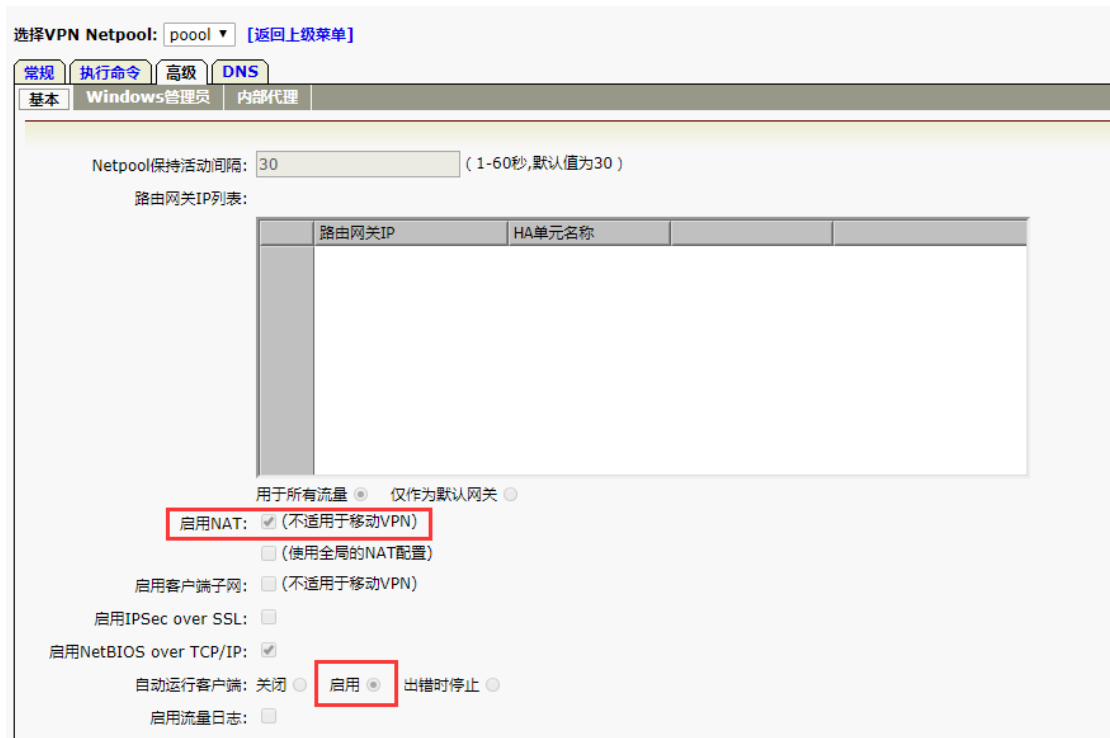 选择VPN Netpool: poool ▼ [返回上级菜单]
常规 执行命令 高级 DNS
基本 Windows管理员 内部代理
Netpool保持活动间隔: 30 (1-60秒,默认值为30)
路由网关IP列表:
路由网关IP HA单元名称
用于所有流量 仅作为默认网关
启用NAT: (不适用于移动VPN)
(使用全局的NAT配置)
启用客户端子网: (不适用于移动VPN)
启用IPSec over SSL:
启用NetBIOS over TCP/IP:
自动运行客户端: 关闭 启用 出错时停止
启用流量日志: